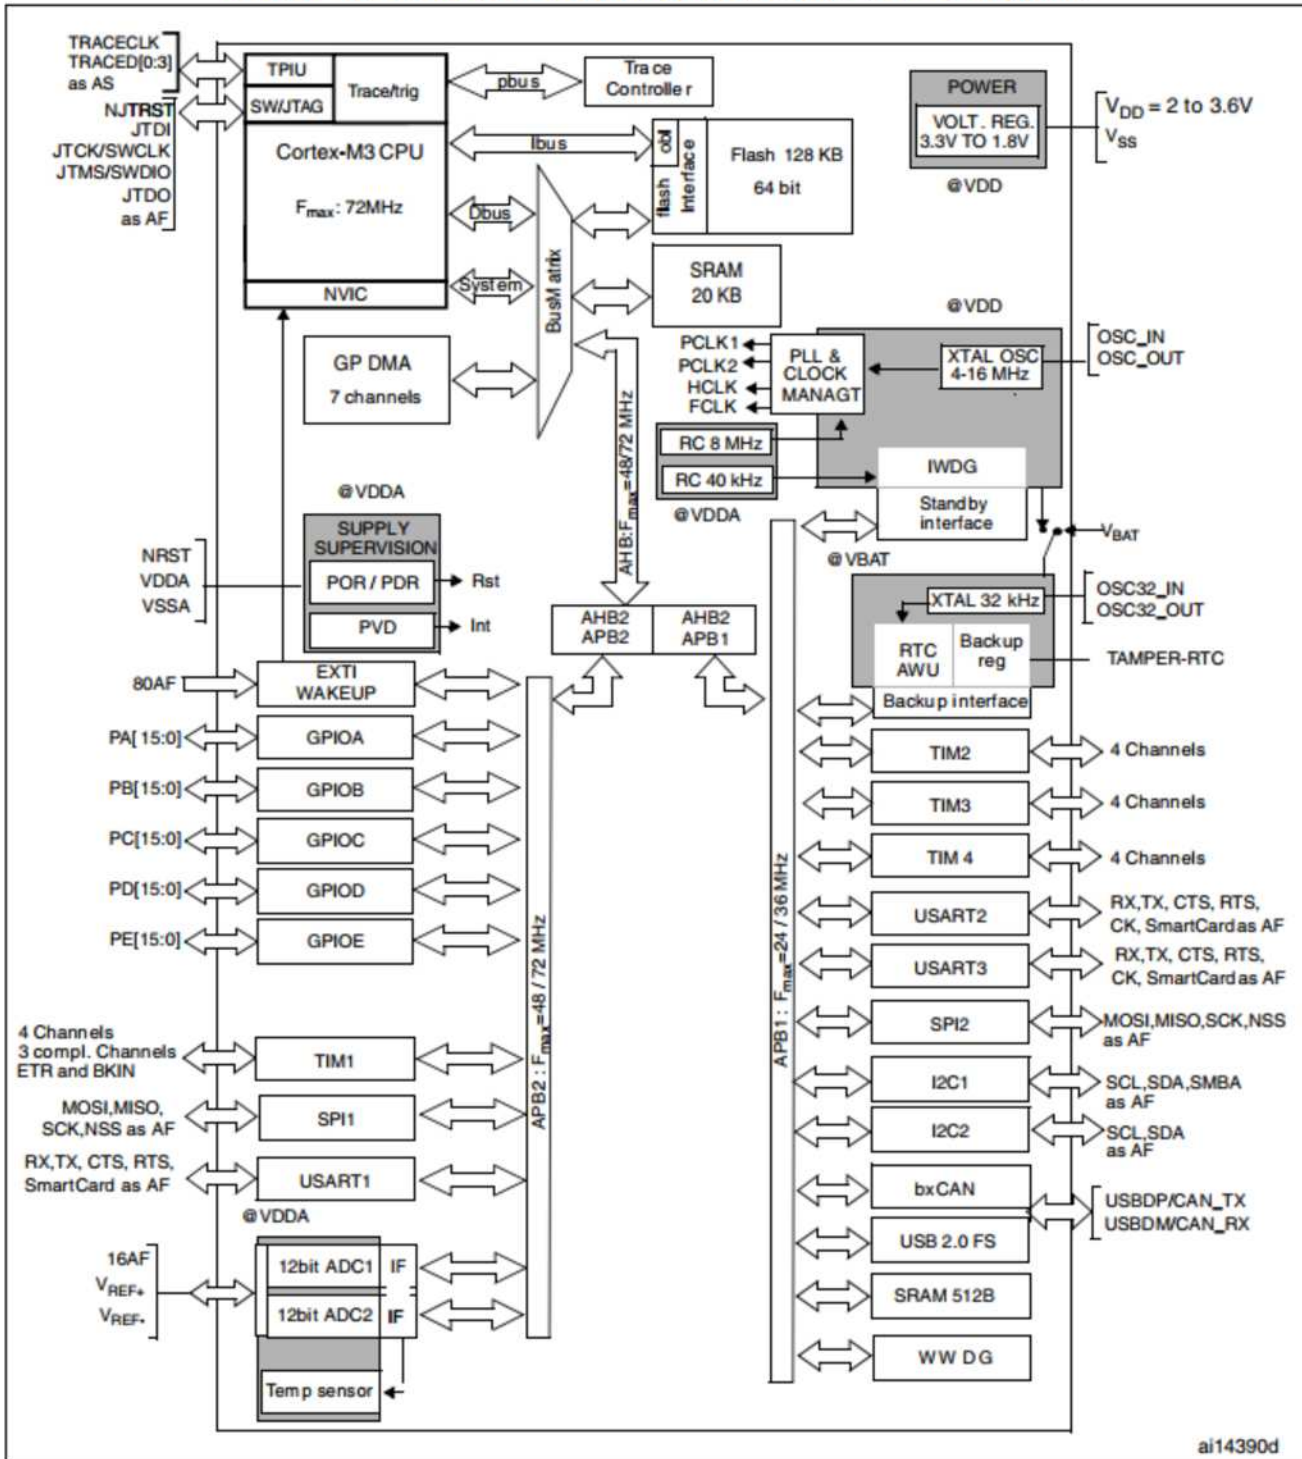 TRACECLK
TRACED[0:3]
as AS
NJTRST
JTDI
JTCK/SWCLK
JTMS/SWDIO
JTDO
as AF
TPIU
SW/JTAG
Trace/trig
Cortex-M3 CPU
Fmax: 72MHz
NVIC
pbus
Trace
Controller
Ibus
Dbus
System
BusMatrix
flash obl
Interface
Flash 128 KB
64 bit
SRAM
20 KB
POWER
VOLT. REG.
3.3V TO 1.8V
@VDD
VDD = 2 to 3.6V
VSS
GP DMA
7 channels
AHB:Fmax=48/72 MHz
PCLK1
PCLK2
HCLK
FCLK
PLL &
CLOCK
MANAGT
@VDD
XTAL OSC
4-16 MHz
OSC_IN
OSC_OUT
RC 8 MHz
RC 40 kHz
@VDDA
IWDG
Standby
interface
VBAT
@VBAT
XTAL 32 kHz
OSC32_IN
OSC32_OUT
RTC
AWU
Backup
reg
TAMPER-RTC
Backup interface
@VDDA
SUPPLY
SUPERVISION
POR / PDR
Rst
PVD
Int
NRST
VDDA
VSSA
AHB2
APB2
AHB2
APB1
80AF
EXTI
WAKEUP
PA[15:0]
GPIOA
PB[15:0]
GPIOB
PC[15:0]
GPIOC
PD[15:0]
GPIOD
PE[15:0]
GPIOE
4 Channels
3 compl. Channels
ETR and BKIN
TIM1
MOSI,MISO,
SCK,NSS as AF
SPI1
RX,TX, CTS, RTS,
SmartCard as AF
USART1
@VDDA
16AF
VREF+
VREF-
12bit ADC1 IF
12bit ADC2 IF
Temp sensor
APB2 : Fmax=48 / 72 MHz
APB1 : Fmax=24 / 36 MHz
TIM2
4 Channels
TIM3
4 Channels
TIM 4
4 Channels
USART2
RX,TX, CTS, RTS,
CK, SmartCard as AF
USART3
RX,TX, CTS, RTS,
CK, SmartCard as AF
SPI2
MOSI,MISO,SCK,NSS
as AF
I2C1
SCL,SDA,SMBA
as AF
I2C2
SCL,SDA
as AF
bxCAN
USBDP/CAN_TX
USBDM/CAN_RX
USB 2.0 FS
SRAM 512B
WWDG
ai14390d